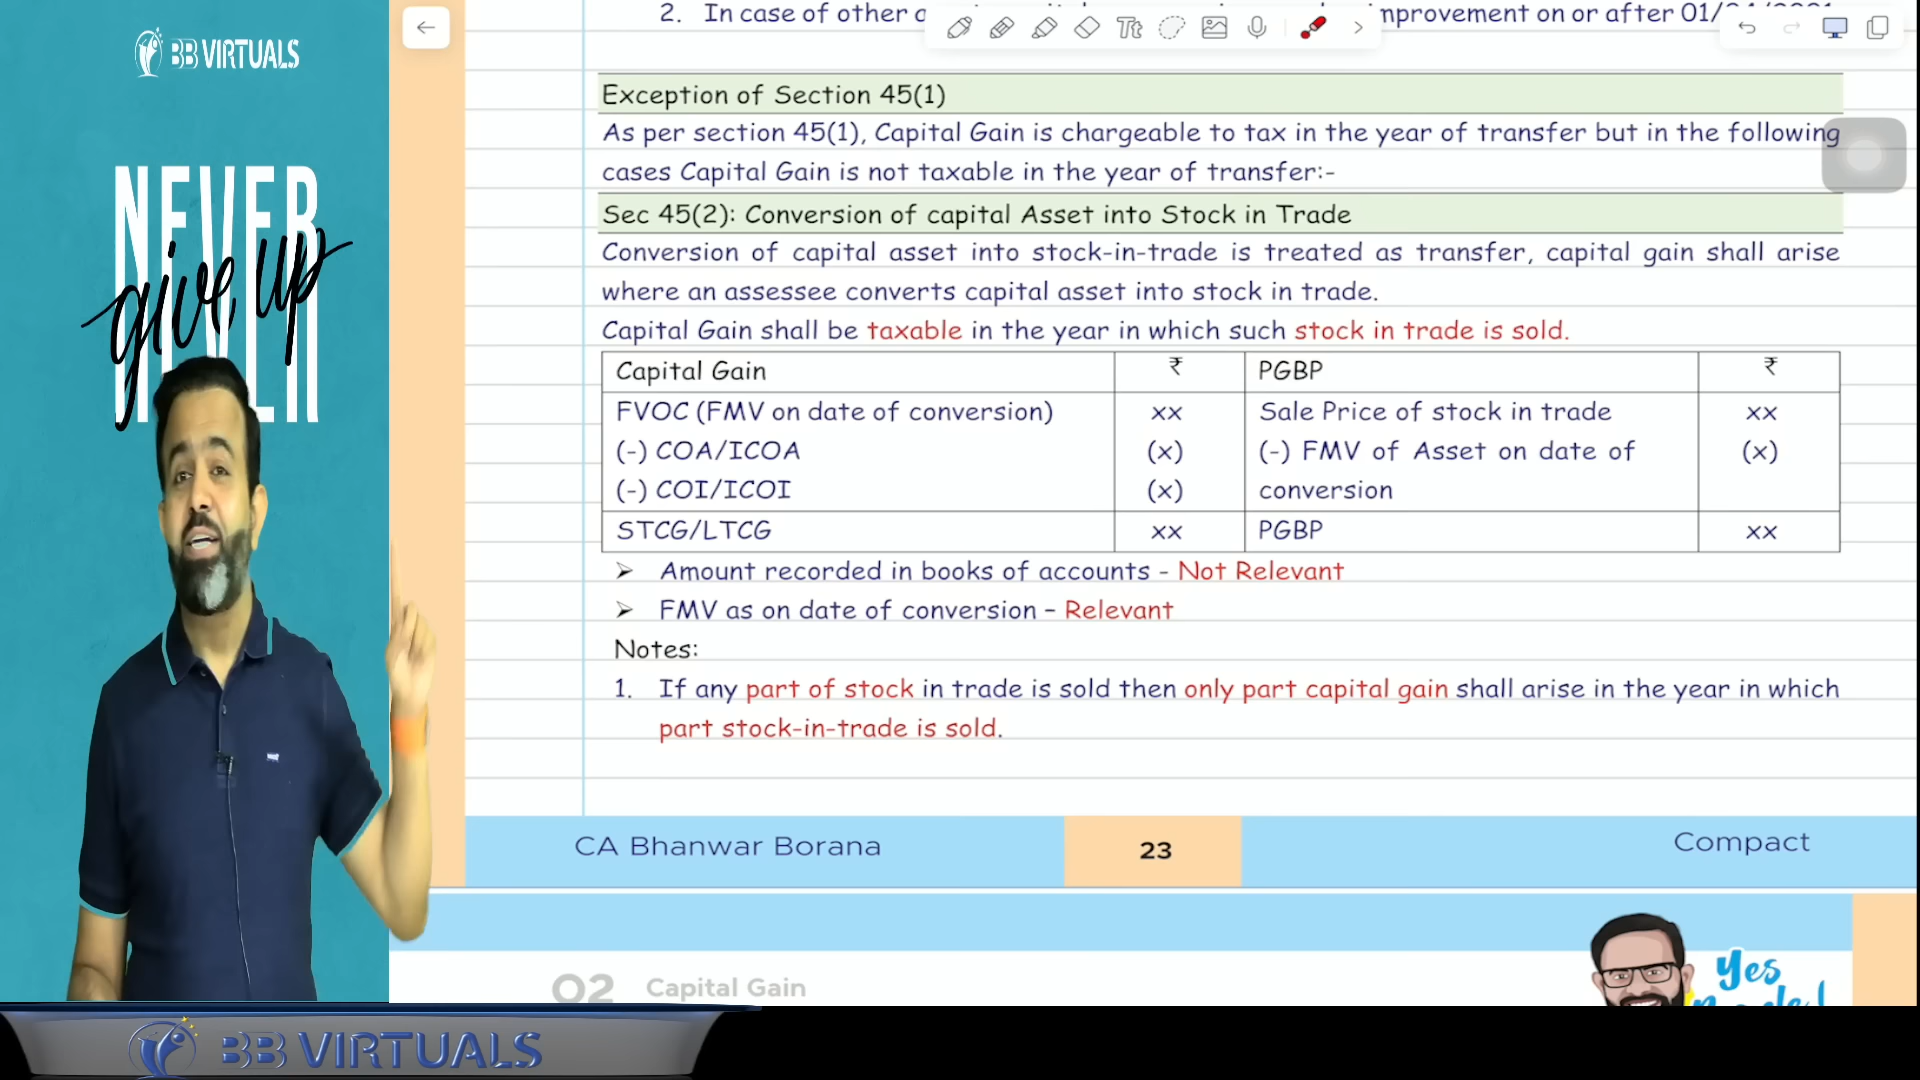 BB VIRTUALS
NEVER
give up
2. In case of other
mprovement on or after 01/
Exception of Section 45(1)
As per section 45(1), Capital Gain is chargeable to tax in the year of transfer but in the following
cases Capital Gain is not taxable in the year of transfer:-
Sec 45(2): Conversion of capital Asset into Stock in Trade
Conversion of capital asset into stock-in-trade is treated as transfer, capital gain shall arise
where an assessee converts capital asset into stock in trade.
Capital Gain shall be taxable in the year in which such stock in trade is sold.
Capital Gain ₹ PGBP ₹
FVOC (FMV on date of conversion) xx Sale Price of stock in trade xx
(-) COA/ICOA (x) (-) FMV of Asset on date of (x)
(-) COI/ICOI (x) conversion
STCG/LTCG xx PGBP xx
➢ Amount recorded in books of accounts - Not Relevant
➢ FMV as on date of conversion – Relevant
Notes:
1. If any part of stock in trade is sold then only part capital gain shall arise in the year in which
part stock-in-trade is sold.
CA Bhanwar Borana 23 Compact
02 Capital Gain
Yes
BB VIRTUALS